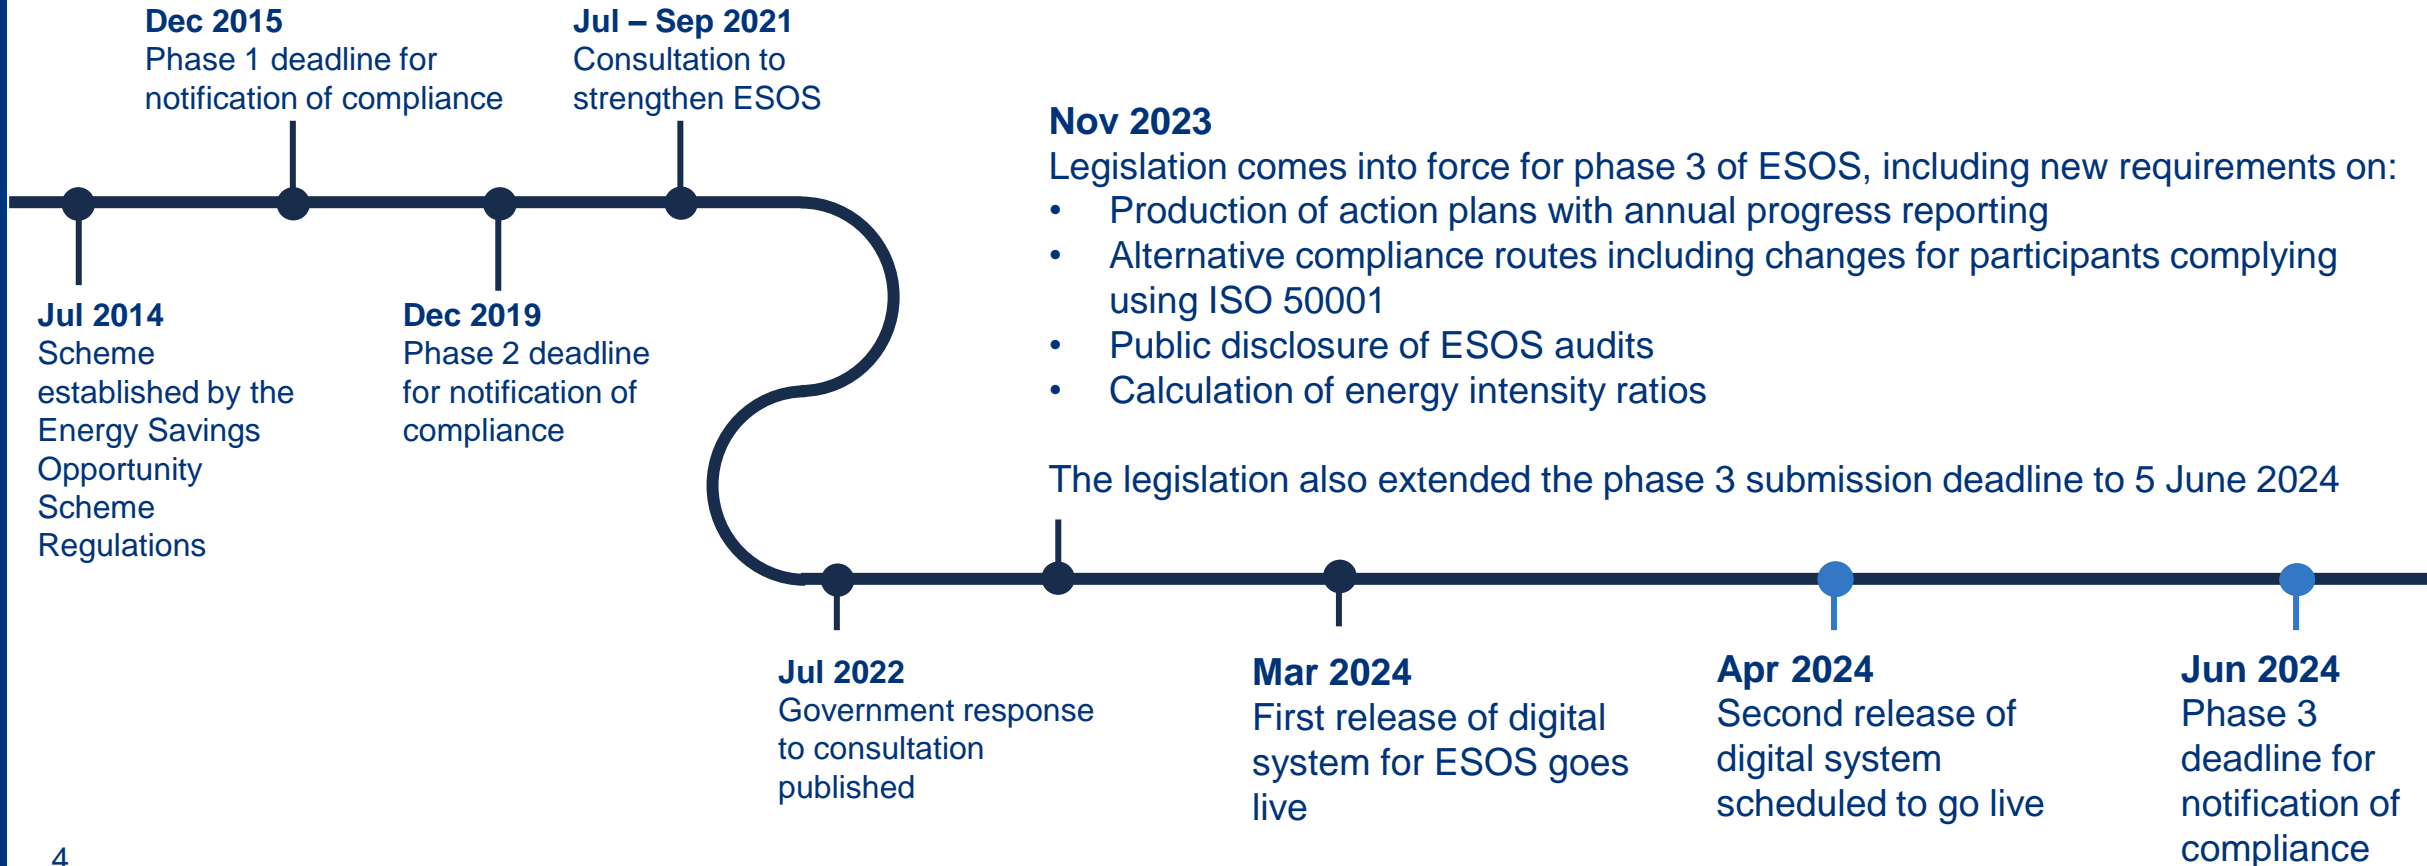 Dec 2015
Phase 1 deadline for
notification of compliance
Jul – Sep 2021
Consultation to
strengthen ESOS
Jul 2014
Scheme
established by the
Energy Savings
Opportunity
Scheme
Regulations
Dec 2019
Phase 2 deadline
for notification of
compliance
Nov 2023
Legislation comes into force for phase 3 of ESOS, including new requirements on:
• Production of action plans with annual progress reporting
• Alternative compliance routes including changes for participants complying
using ISO 50001
• Public disclosure of ESOS audits
• Calculation of energy intensity ratios
The legislation also extended the phase 3 submission deadline to 5 June 2024
Jul 2022
Government response
to consultation
published
Mar 2024
First release of digital
system for ESOS goes
live
Apr 2024
Second release of
digital system
scheduled to go live
Jun 2024
Phase 3
deadline for
notification of
compliance
4